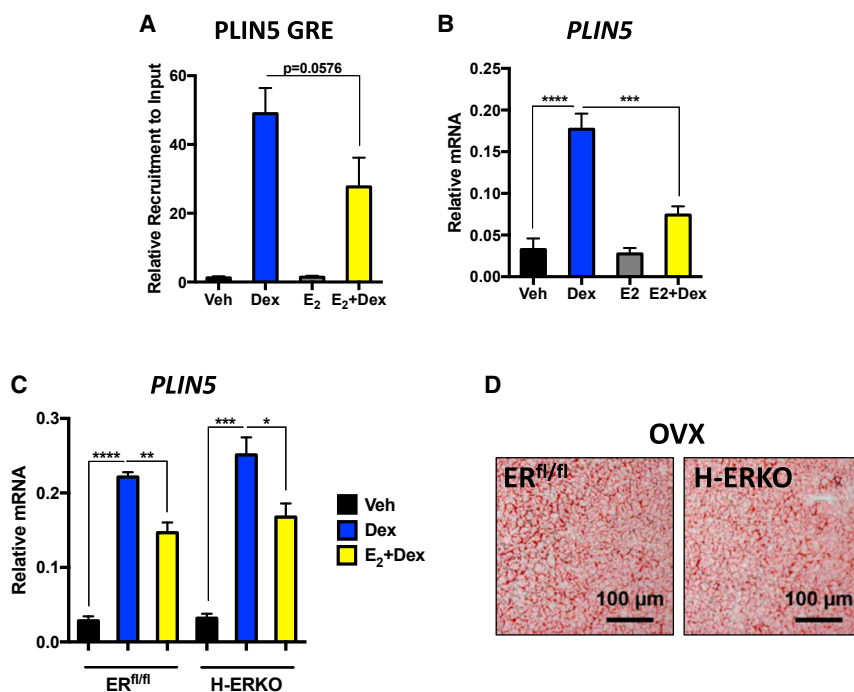 A
PLIN5 GRE
Relative Recruitment to Input
60
40
20
0
p=0.0576
Veh Dex E₂ E₂+Dex
B
PLIN5
Relative mRNA
0.25
0.20
0.15
0.10
0.05
0.00
**** ***
Veh Dex E2 E2+Dex
C
PLIN5
Relative mRNA
0.3
0.2
0.1
0.0
**** ** *** *
ERfl/fl H-ERKO
Veh
Dex
E₂+Dex
D
OVX
ERfl/fl H-ERKO
100 µm 100 µm